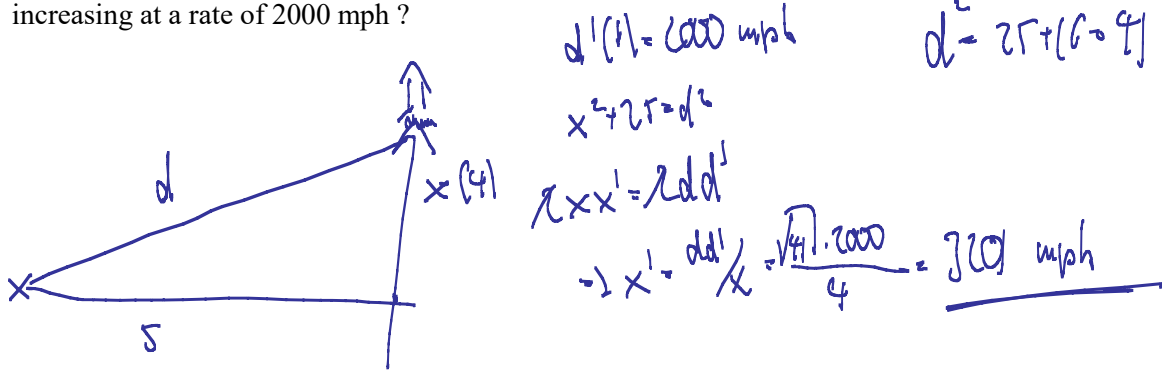 increasing at a rate of 2000 mph ?
d'(t) = 2000 mph
x² + 25 = d²
2xx' = 2dd'
→ x' = dd'/x = √41 · 2000 / 4 = 3201 mph
d² = 25 + 16 → 41
d
x (4)
5